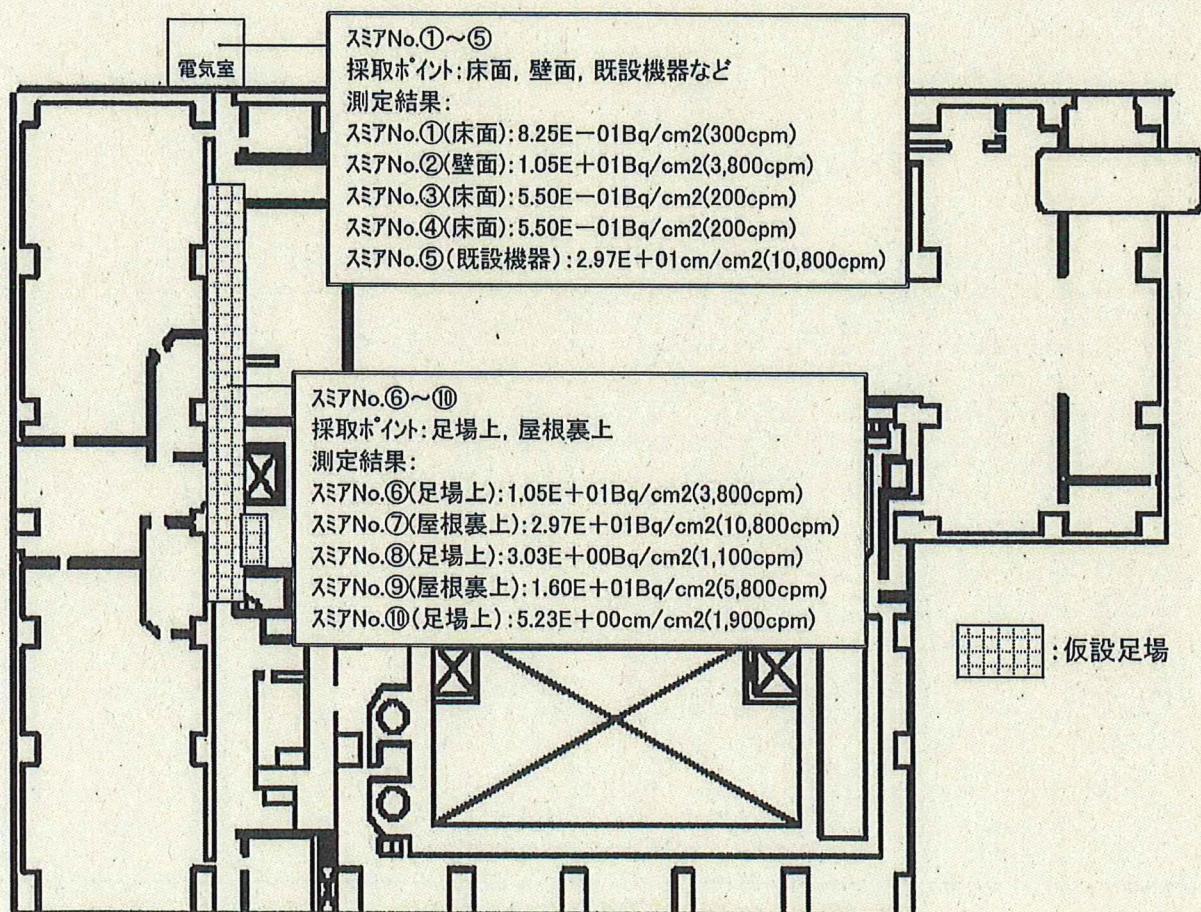 電気室
スミアNo.①～⑤
採取ポイント:床面, 壁面, 既設機器など
測定結果:
スミアNo.①(床面):8.25E－01Bq/cm2(300cpm)
スミアNo.②(壁面):1.05E＋01Bq/cm2(3,800cpm)
スミアNo.③(床面):5.50E－01Bq/cm2(200cpm)
スミアNo.④(床面):5.50E－01Bq/cm2(200cpm)
スミアNo.⑤(既設機器):2.97E＋01cm/cm2(10,800cpm)
スミアNo.⑥～⑩
採取ポイント:足場上, 屋根裏上
測定結果:
スミアNo.⑥(足場上):1.05E＋01Bq/cm2(3,800cpm)
スミアNo.⑦(屋根裏上):2.97E＋01Bq/cm2(10,800cpm)
スミアNo.⑧(足場上):3.03E＋00Bq/cm2(1,100cpm)
スミアNo.⑨(屋根裏上):1.60E＋01Bq/cm2(5,800cpm)
スミアNo.⑩(足場上):5.23E＋00cm/cm2(1,900cpm)
:仮設足場